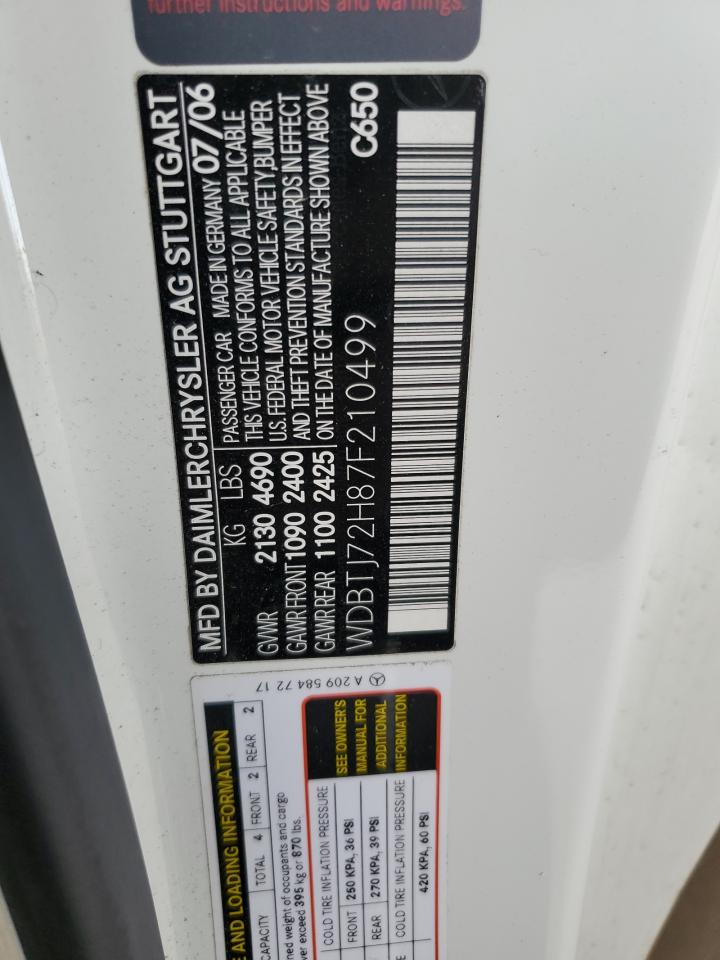 further instructions and warnings.
MFD BY DAIMLERCHRYSLER AG STUTTGART
KG LBS PASSENGER CAR MADE IN GERMANY 07/06
GVWR 2130 4690 THIS VEHICLE CONFORMS TO ALL APPLICABLE
U.S. FEDERAL MOTOR VEHICLE SAFETY, BUMPER
GAWR FRONT 1090 2400 AND THEFT PREVENTION STANDARDS IN EFFECT
GAWR REAR 1100 2425 ON THE DATE OF MANUFACTURE SHOWN ABOVE
WDBTJ72H87F210499 C650
A 209 584 72 17
E AND LOADING INFORMATION
CAPACITY TOTAL 4 FRONT 2 REAR 2
ned weight of occupants and cargo
ver exceed 395 kg or 870 lbs.
COLD TIRE INFLATION PRESSURE
FRONT 250 KPA, 36 PSI
REAR 270 KPA, 39 PSI
COLD TIRE INFLATION PRESSURE
420 KPA, 60 PSI
SEE OWNER'S
MANUAL FOR
ADDITIONAL
INFORMATION